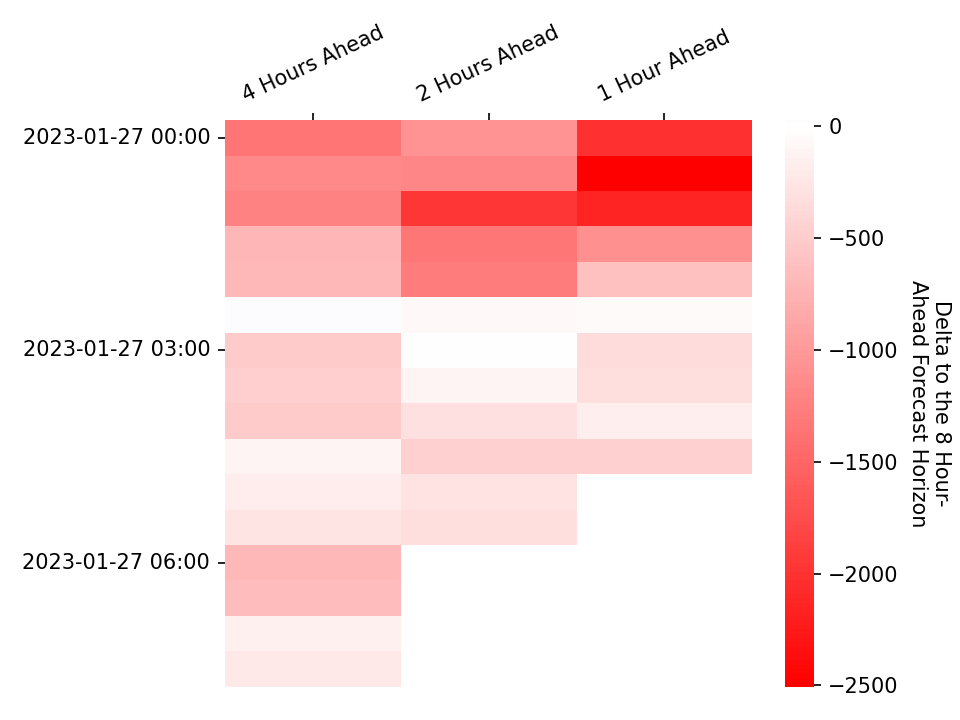 4 Hours Ahead
2 Hours Ahead
1 Hour Ahead
2023-01-27 00:00
2023-01-27 03:00
2023-01-27 06:00
0
−500
−1000
−1500
−2000
−2500
Delta to the 8 Hour-
Ahead Forecast Horizon